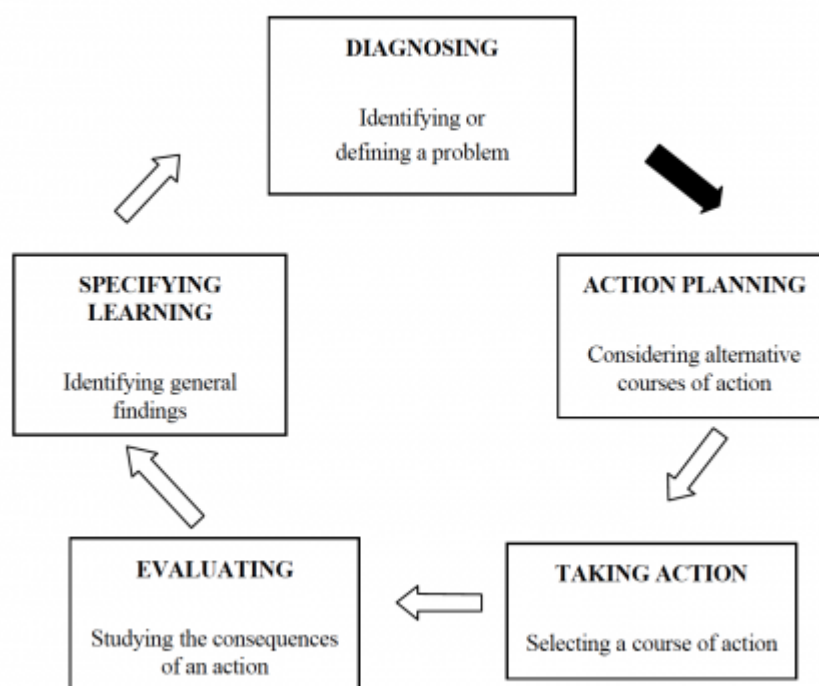 DIAGNOSING
Identifying or
defining a problem
ACTION PLANNING
Considering alternative
courses of action
TAKING ACTION
Selecting a course of action
EVALUATING
Studying the consequences
of an action
SPECIFYING
LEARNING
Identifying general
findings